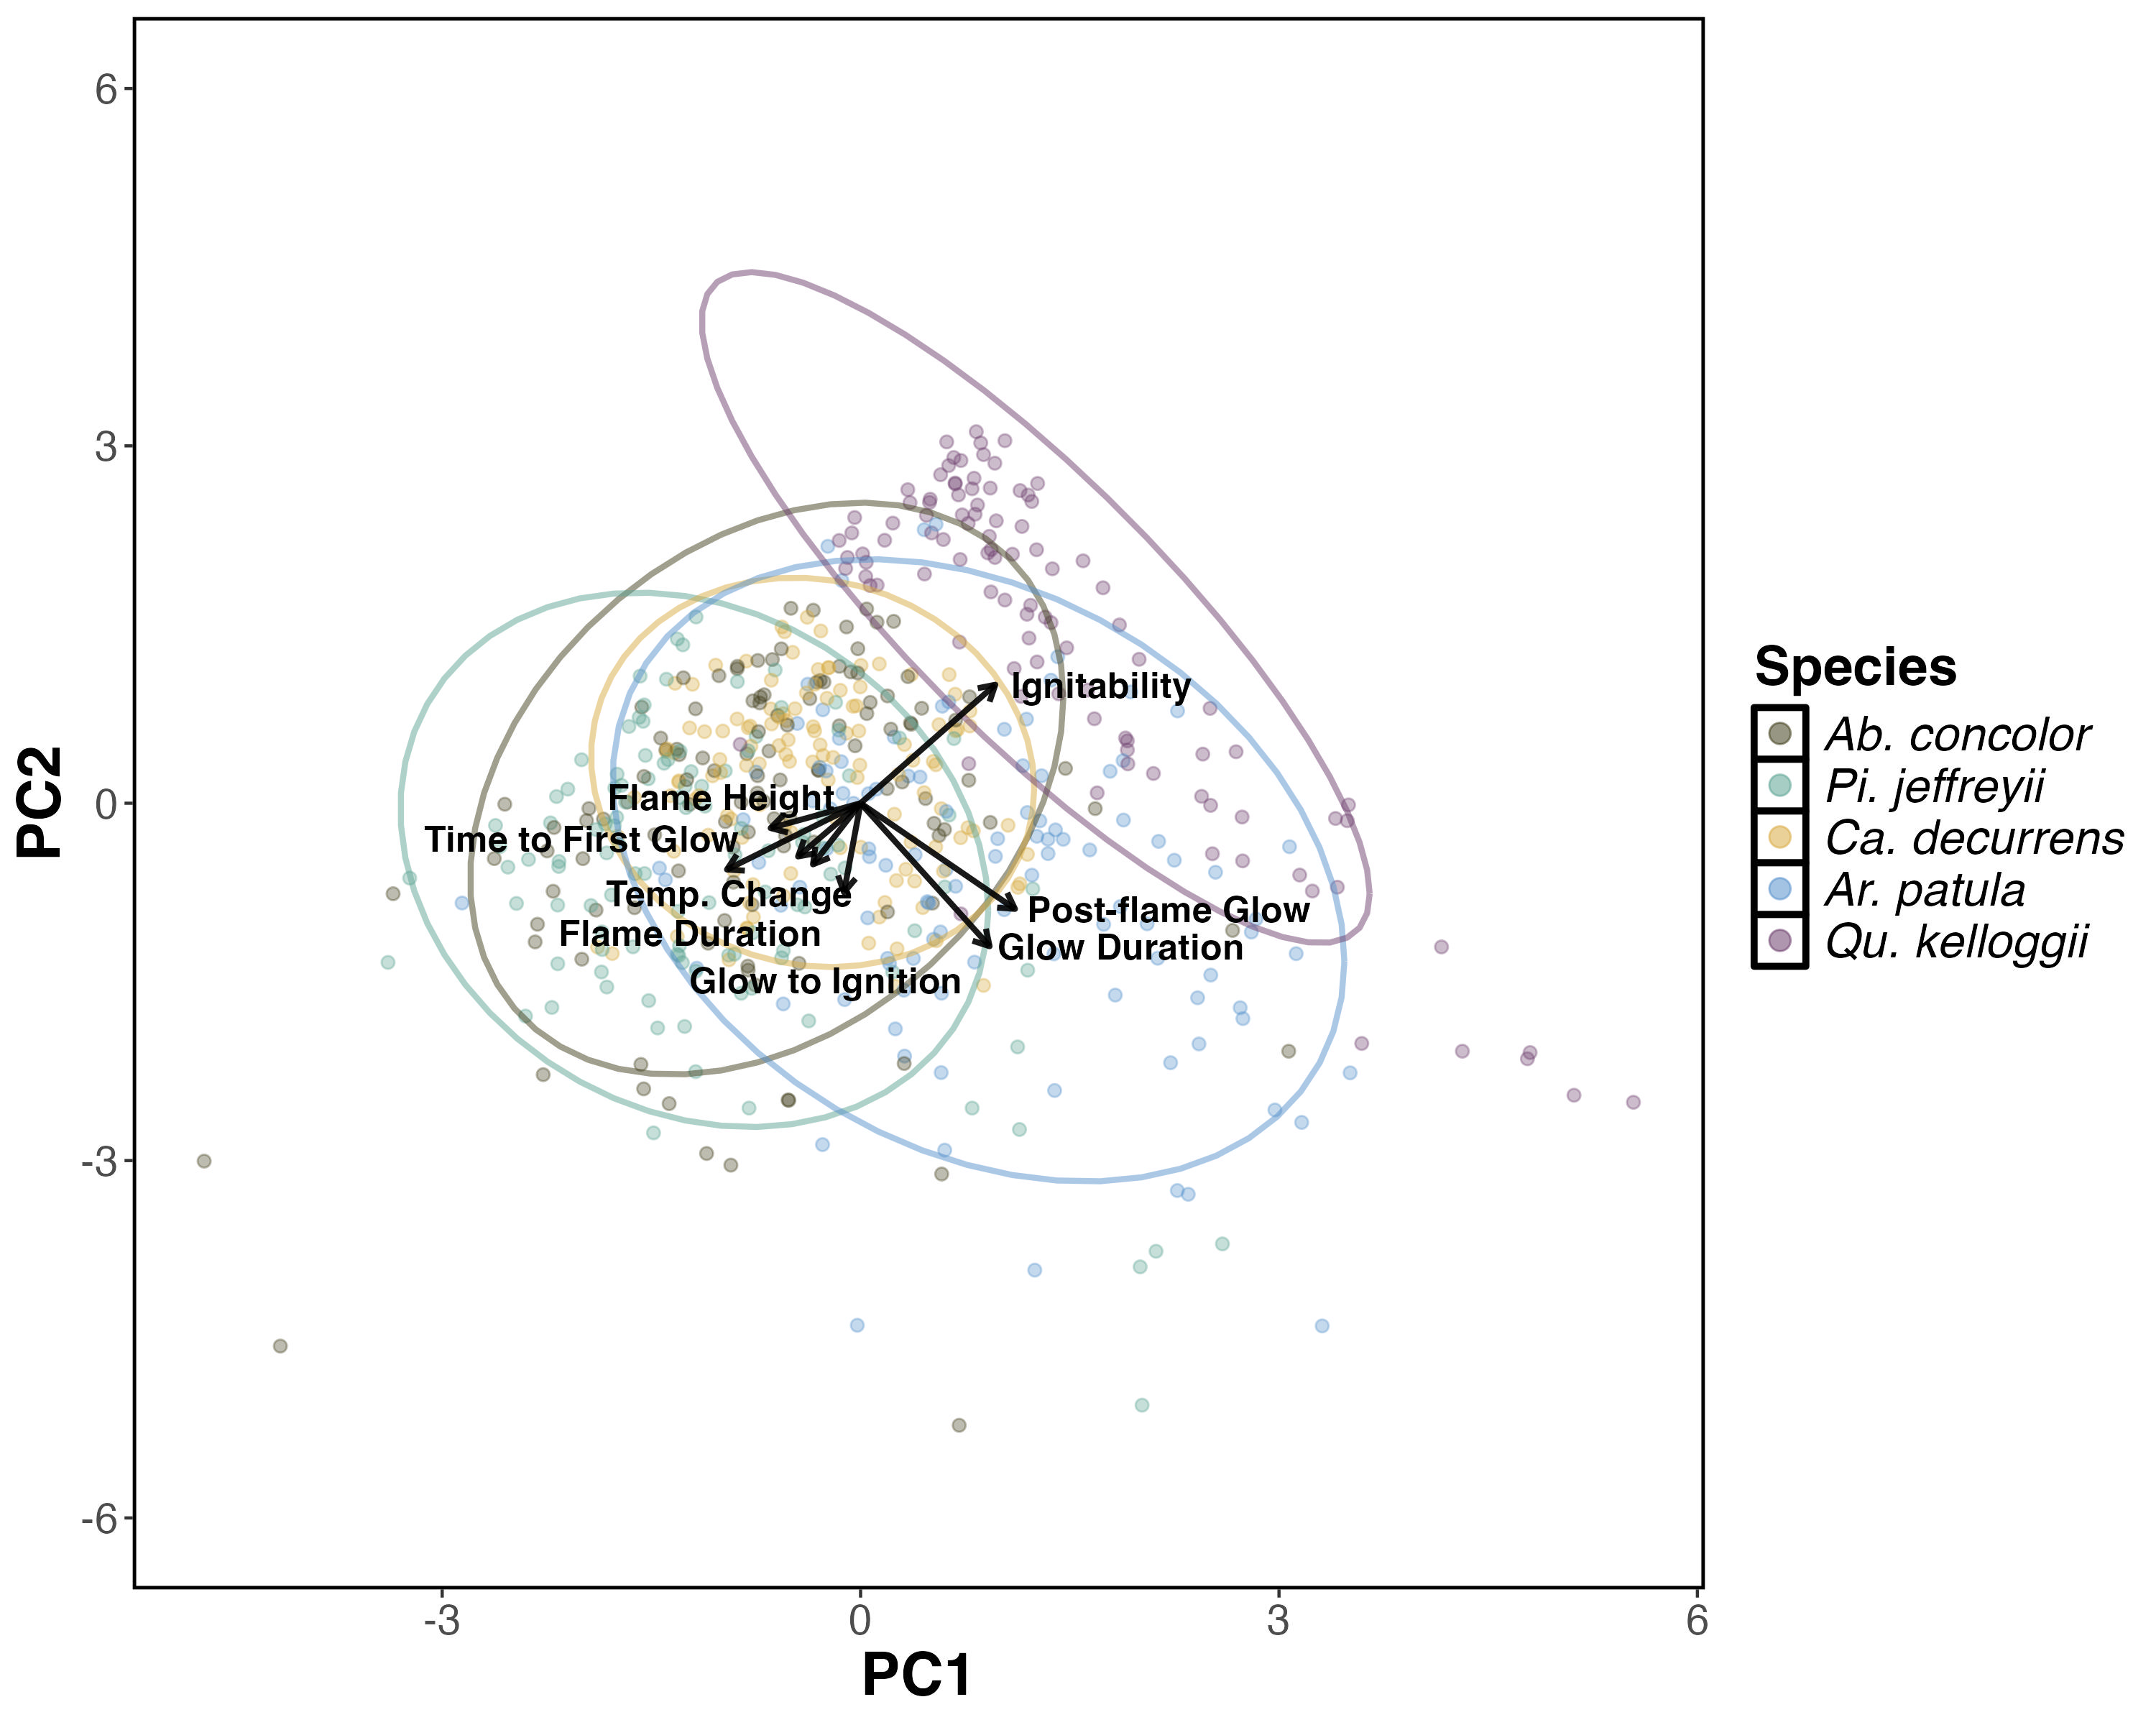 6
3
0
-3
-6
PC2
Ignitability
Flame Height
Time to First Glow
Temp. Change
Post-flame Glow
Flame Duration
Glow Duration
Glow to Ignition
-3
0
3
6
PC1
Species
Ab. concolor
Pi. jeffreyii
Ca. decurrens
Ar. patula
Qu. kelloggii